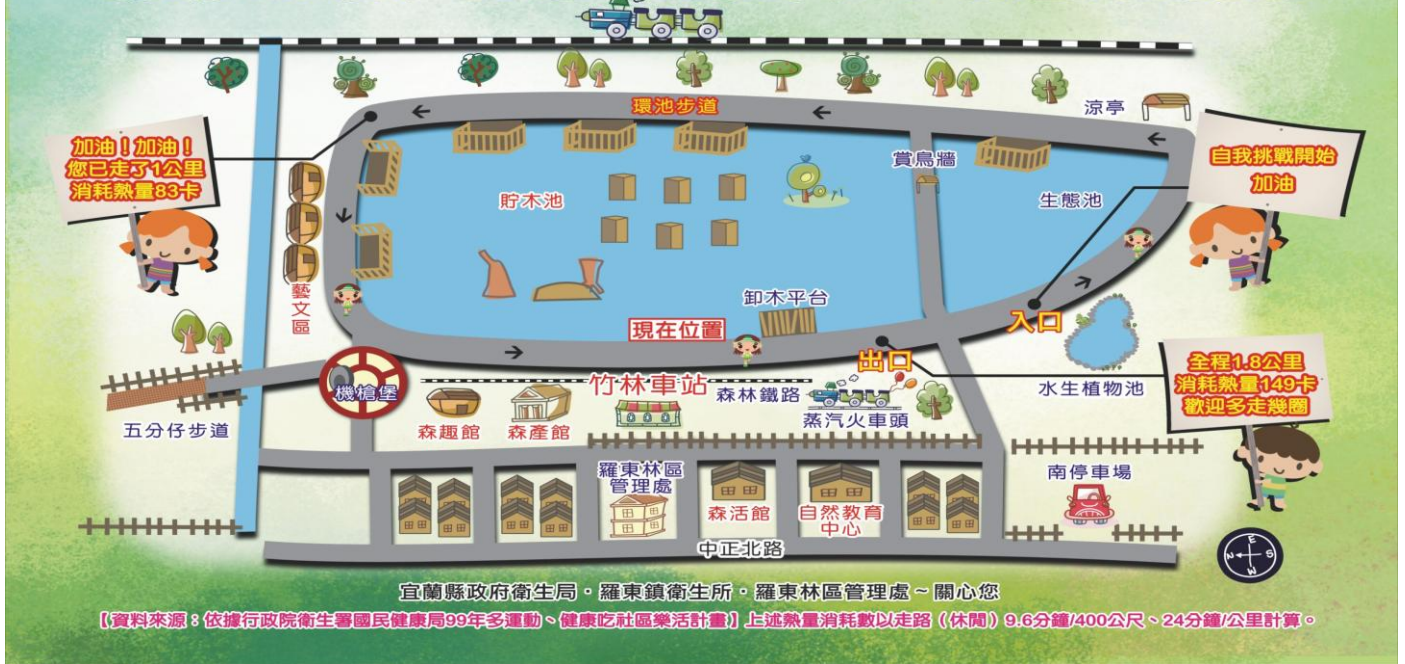 環池步道
涼亭
加油！加油！
您已走了1公里
消耗熱量83卡
自我挑戰開始
加油
賞鳥牆
貯木池
生態池
藝文區
卸木平台
現在位置
入口
出口
全程1.8公里
消耗熱量149卡
歡迎多走幾圈
機槍堡
竹林車站
森林鐵路
水生植物池
五分仔步道
森趣館
森產館
蒸汽火車頭
羅東林區
管理處
南停車場
森活館
自然教育
中心
中正北路
E
N
S
W
宜蘭縣政府衛生局・羅東鎮衛生所・羅東林區管理處～關心您
【資料來源：依據行政院衛生署國民健康局99年多運動、健康吃社區樂活計畫】上述熱量消耗數以走路（休閒）9.6分鐘/400公尺、24分鐘/公里計算。